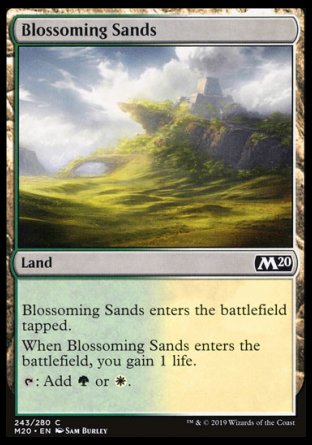 Blossoming Sands
Land
M20
Blossoming Sands enters the battlefield
tapped.
When Blossoming Sands enters the
battlefield, you gain 1 life.
: Add or .
243/280 C
M20 • EN Sam Burley
™ & © 2019 Wizards of the Coast